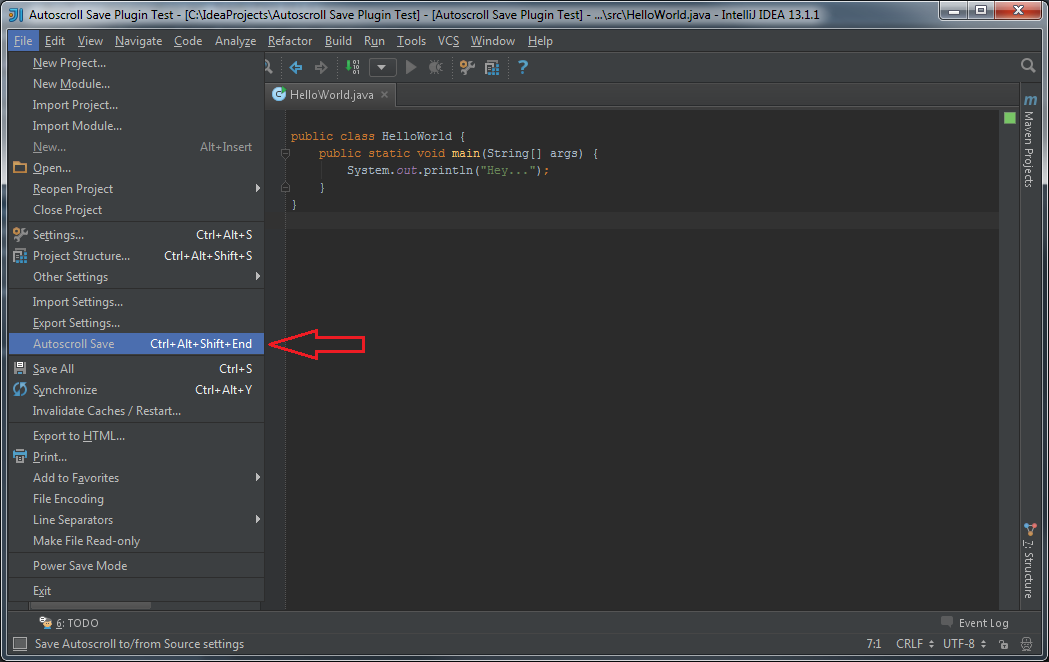 Autoscroll Save Plugin Test - [C:\IdeaProjects\Autoscroll Save Plugin Test] - [Autoscroll Save Plugin Test] - ...\src\HelloWorld.java - IntelliJ IDEA 13.1.1
File Edit View Navigate Code Analyze Refactor Build Run Tools VCS Window Help
New Project...
New Module...
Import Project...
Import Module...
New... Alt+Insert
Open...
Reopen Project
Close Project
Settings... Ctrl+Alt+S
Project Structure... Ctrl+Alt+Shift+S
Other Settings
Import Settings...
Export Settings...
Autoscroll Save Ctrl+Alt+Shift+End
Save All Ctrl+S
Synchronize Ctrl+Alt+Y
Invalidate Caches / Restart...
Export to HTML...
Print...
Add to Favorites
File Encoding
Line Separators
Make File Read-only
Power Save Mode
Exit
HelloWorld.java
public class HelloWorld {
public static void main(String[] args) {
System.out.println("Hey...");
}
}
Maven Projects
7: Structure
6: TODO
Event Log
Save Autoscroll to/from Source settings
7:1 CRLF UTF-8